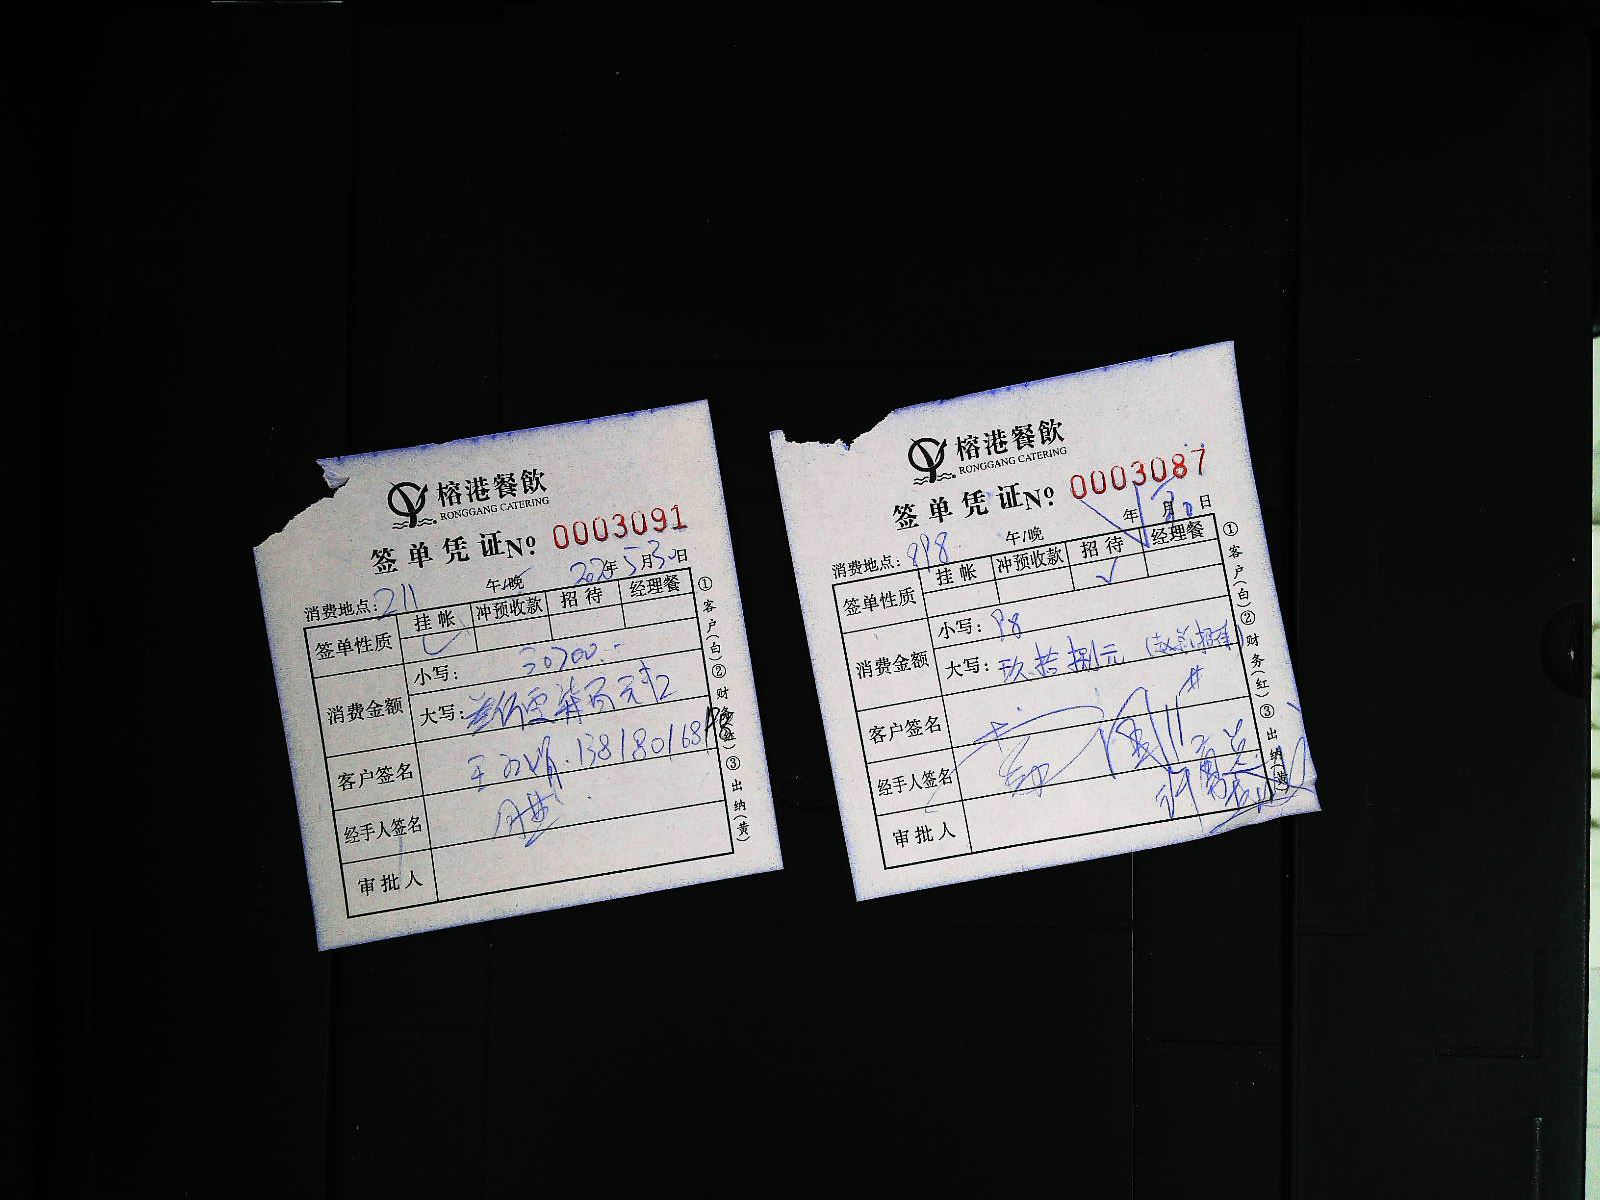 榕港餐飲
RONGGANG CATERING
签单凭证 No 0003091
2020年5月30日
消费地点:211 午/晚
签单性质 挂帐 冲预收款 招待 经理餐
消费金额
小写:
大写:
客户签名 138180168
经手人签名
审批人
①客户(白)②财务(红)③出纳(黄)
榕港餐飲
RONGGANG CATERING
签单凭证 No 0003087
年 月 日
消费地点:898 午/晚
签单性质 挂帐 冲预收款 招待 经理餐
✓
消费金额
小写:98
大写:玖拾捌元
客户签名
经手人签名
审批人
①客户(白)②财务(红)③出纳(黄)